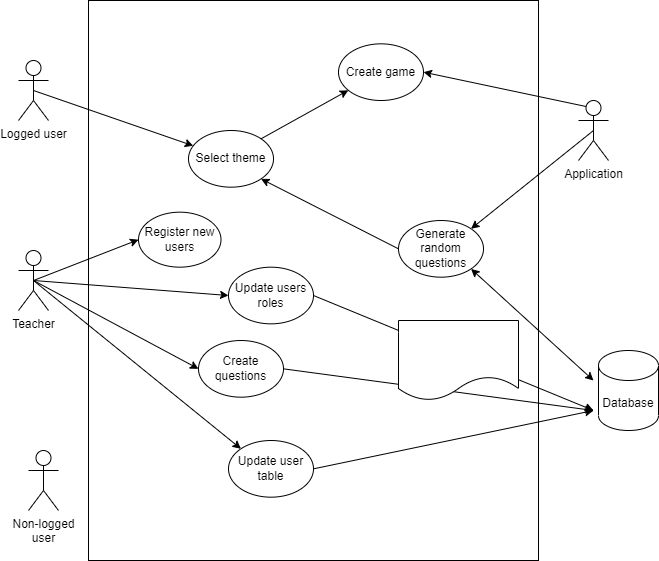 Create game
Logged user
Select theme
Application
Register new
users
Generate
random
questions
Teacher
Update users
roles
Create
questions
Database
Update user
table
Non-logged
user